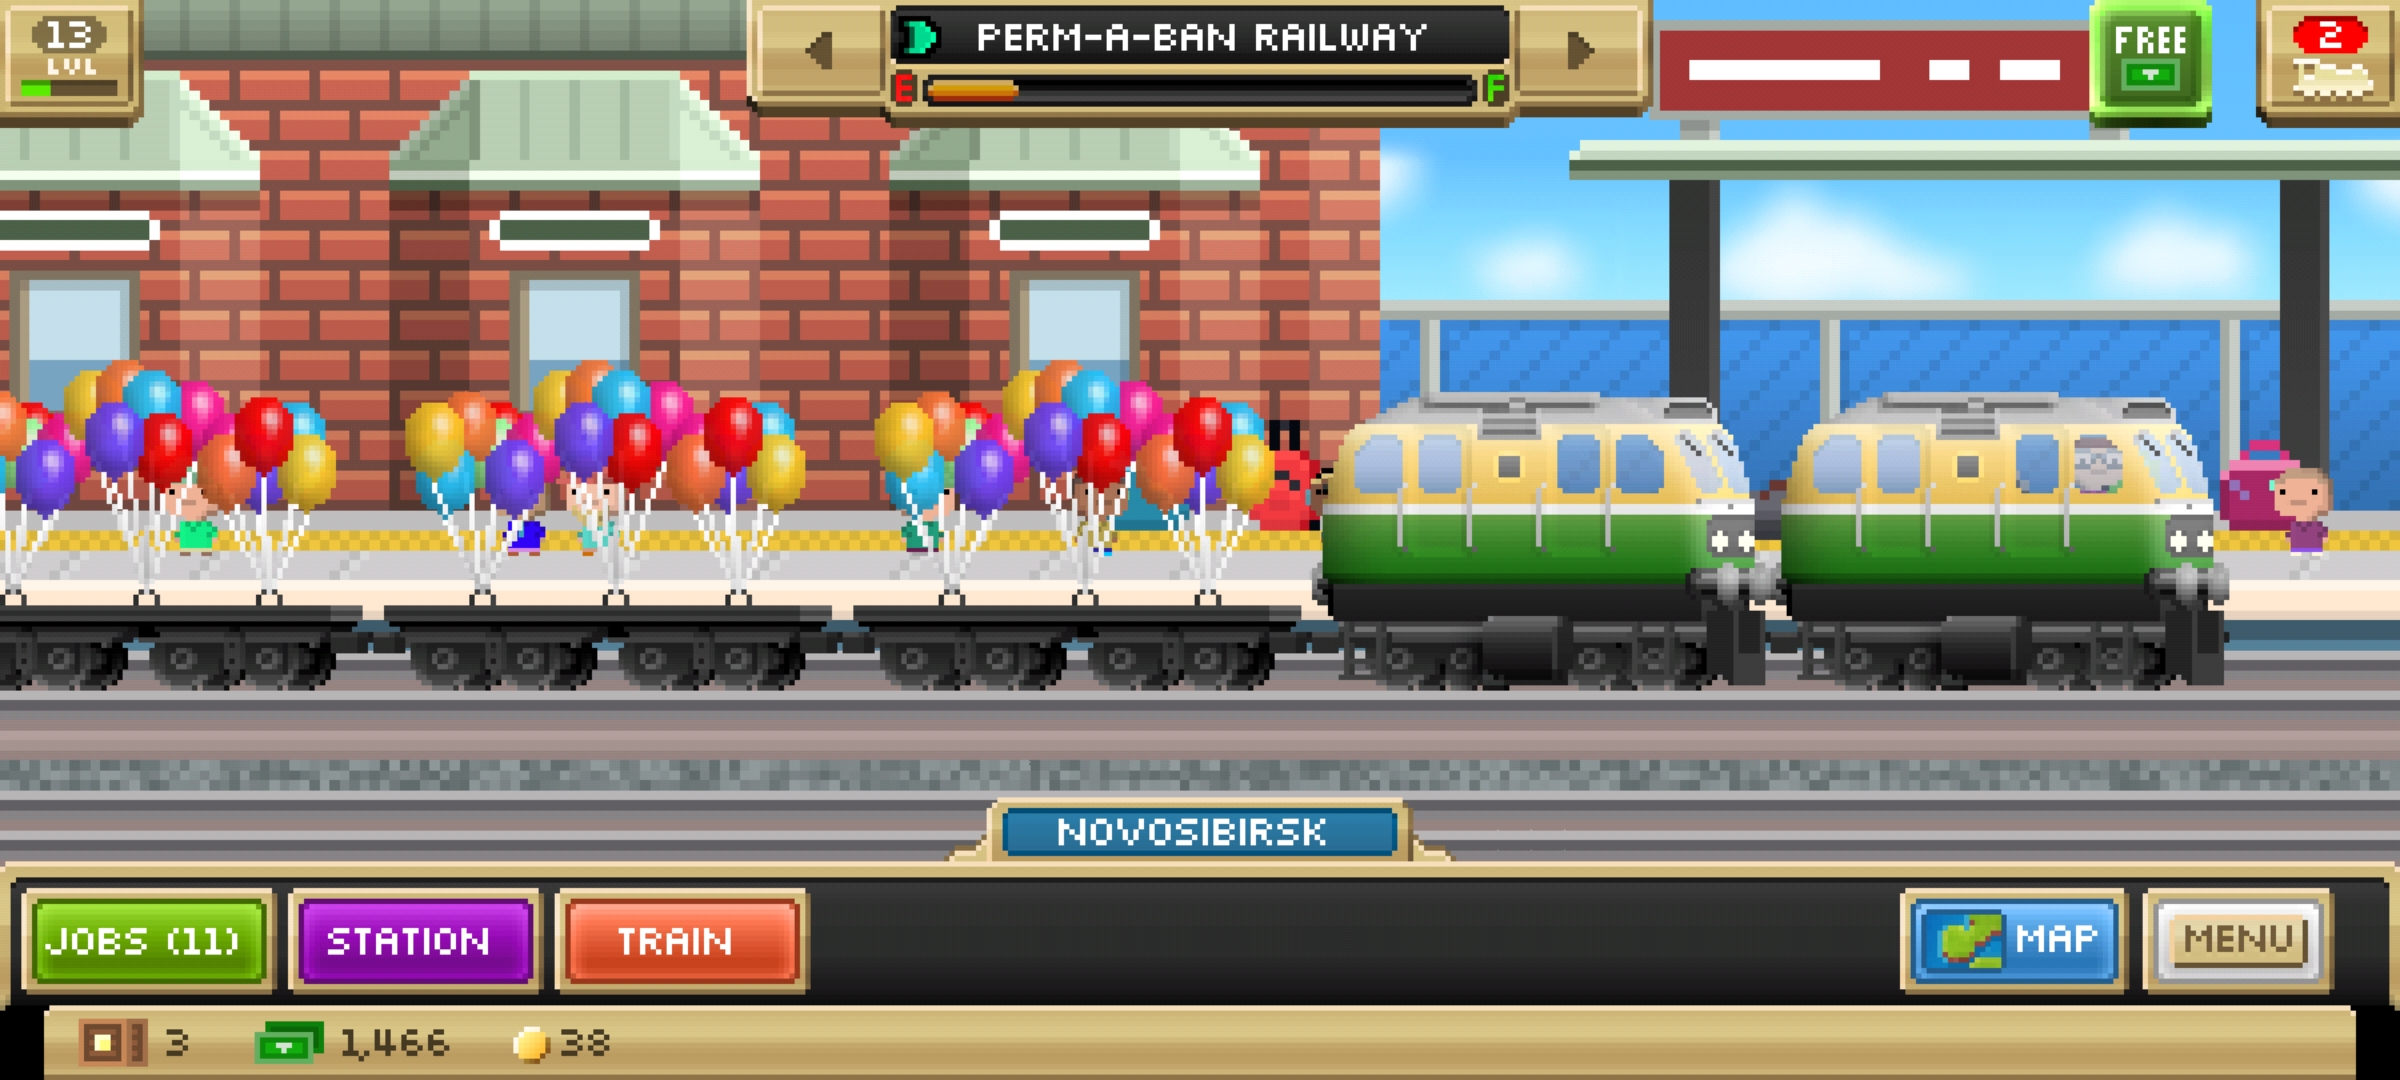 13
LVL
PERM-A-BAN RAILWAY
E F
FREE
2
NOVOSIBIRSK
JOBS (11) STATION TRAIN MAP MENU
3 1,466 38